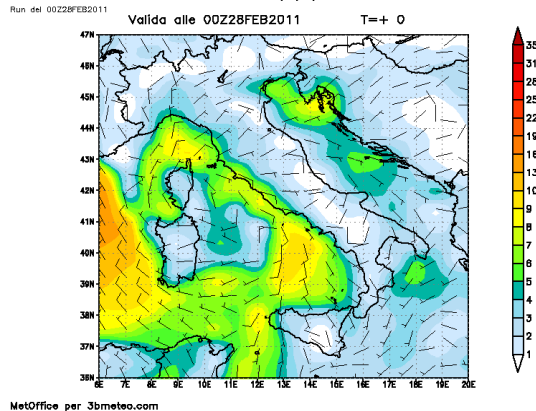 Run del 00Z28FEB2011
Valida alle 00Z28FEB2011 T=+ 0
47N
46N
45N
44N
43N
42N
41N
40N
39N
38N
37N
36N
6E 7E 8E 9E 10E 11E 12E 13E 14E 15E 16E 17E 18E 19E 20E
35
31
28
25
22
19
16
13
10
9
8
7
6
5
4
3
2
1
MetOffice per 3bmeteo.com